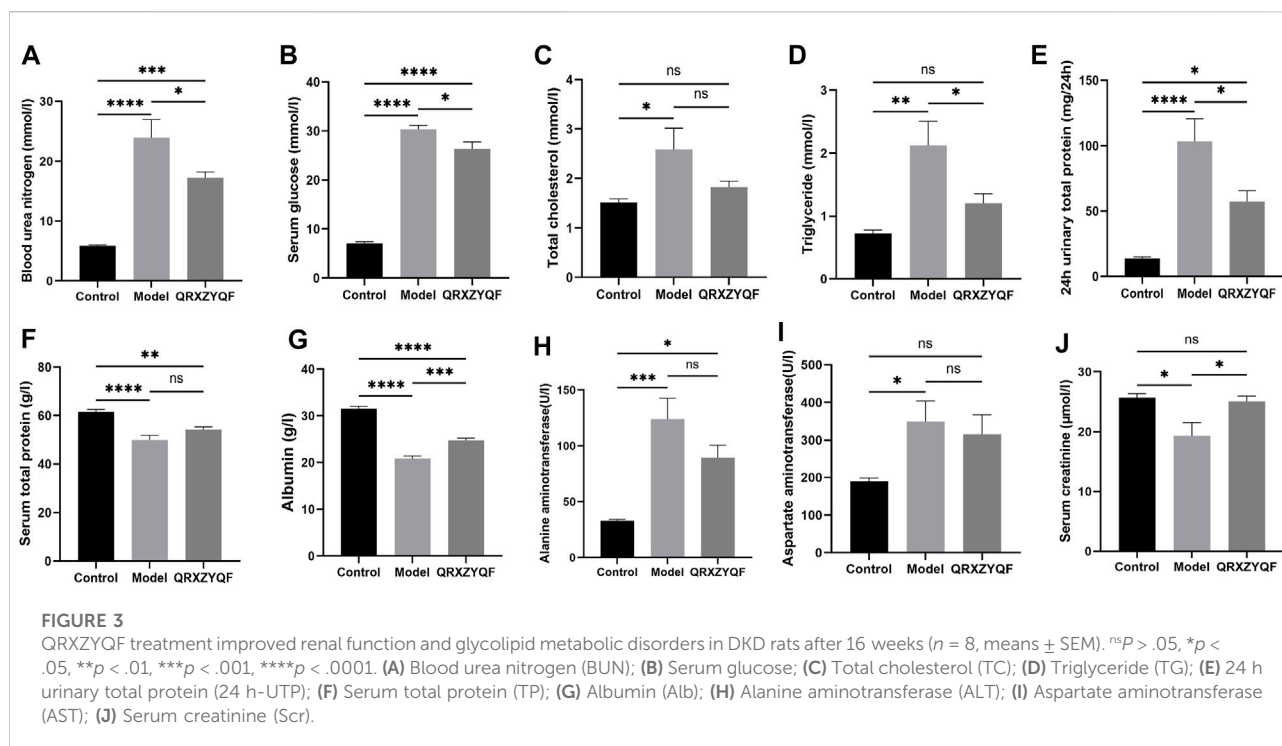 A
***
****
*
Blood urea nitrogen (mmol/l)
30
20
10
0
Control Model QRXZYQF
B
****
****
*
Serum glucose (mmol/l)
40
30
20
10
0
Control Model QRXZYQF
C
ns
*
ns
Total cholesterol (mmol/l)
4
3
2
1
0
Control Model QRXZYQF
D
ns
**
*
Triglyceride (mmol/l)
3
2
1
0
Control Model QRXZYQF
E
*
****
*
24h urinary total protein (mg/24h)
150
100
50
0
Control Model QRXZYQF
F
**
****
ns
Serum total protein (g/l)
80
60
40
20
0
Control Model QRXZYQF
G
****
****
***
Albumin (g/l)
40
30
20
10
0
Control Model QRXZYQF
H
*
***
ns
Alanine aminotransferase(U/l)
150
100
50
0
Control Model QRXZYQF
I
ns
*
ns
Aspartate aminotransferase(U/l)
500
400
300
200
100
0
Control Model QRXZYQF
J
ns
*
*
Serum creatinine (μmol/l)
30
20
10
0
Control Model QRXZYQF
FIGURE 3
QRXZYQF treatment improved renal function and glycolipid metabolic disorders in DKD rats after 16 weeks (n = 8, means ± SEM). nsP > .05, *p <
.05, **p < .01, ***p < .001, ****p < .0001. (A) Blood urea nitrogen (BUN); (B) Serum glucose; (C) Total cholesterol (TC); (D) Triglyceride (TG); (E) 24 h
urinary total protein (24 h-UTP); (F) Serum total protein (TP); (G) Albumin (Alb); (H) Alanine aminotransferase (ALT); (I) Aspartate aminotransferase
(AST); (J) Serum creatinine (Scr).